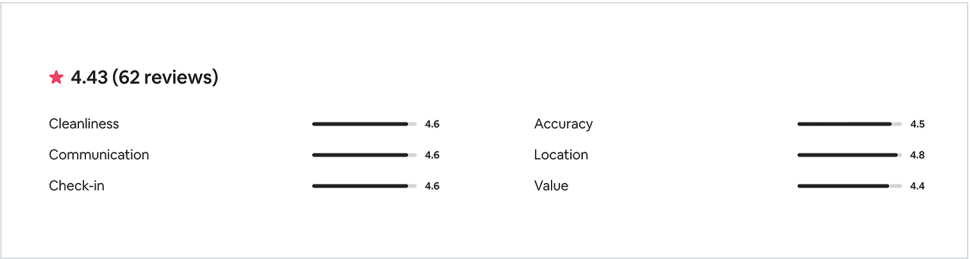 4.43 (62 reviews)
Cleanliness 4.6
Accuracy 4.5
Communication 4.6
Location 4.8
Check-in 4.6
Value 4.4